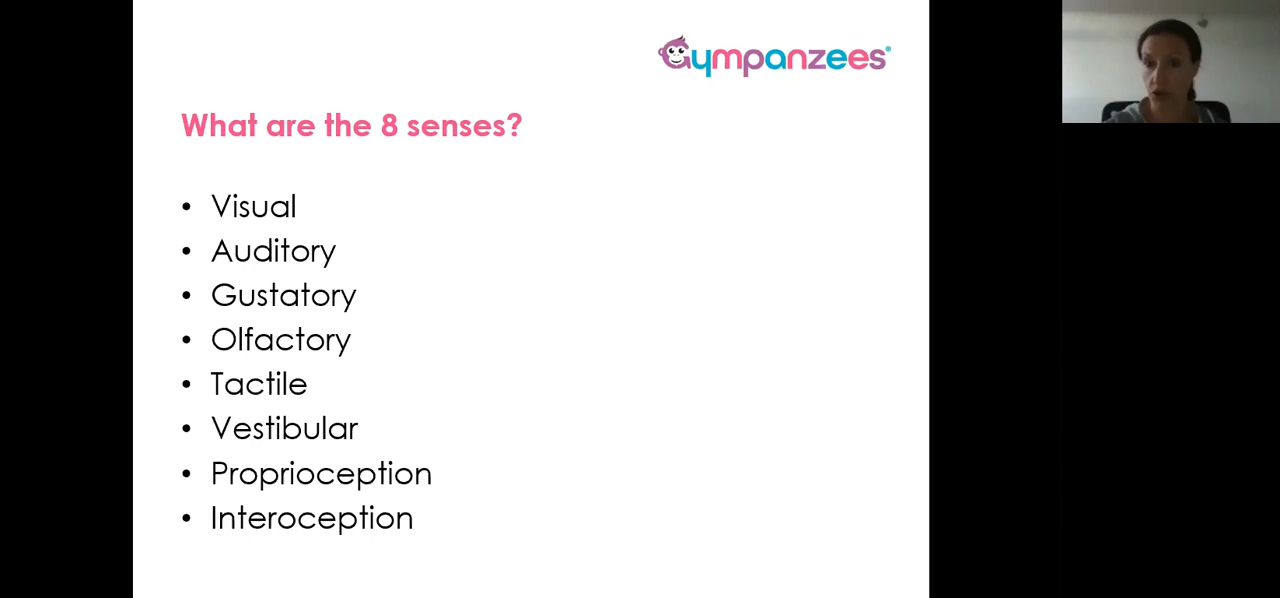 Gympanzees®
What are the 8 senses?
• Visual
• Auditory
• Gustatory
• Olfactory
• Tactile
• Vestibular
• Proprioception
• Interoception